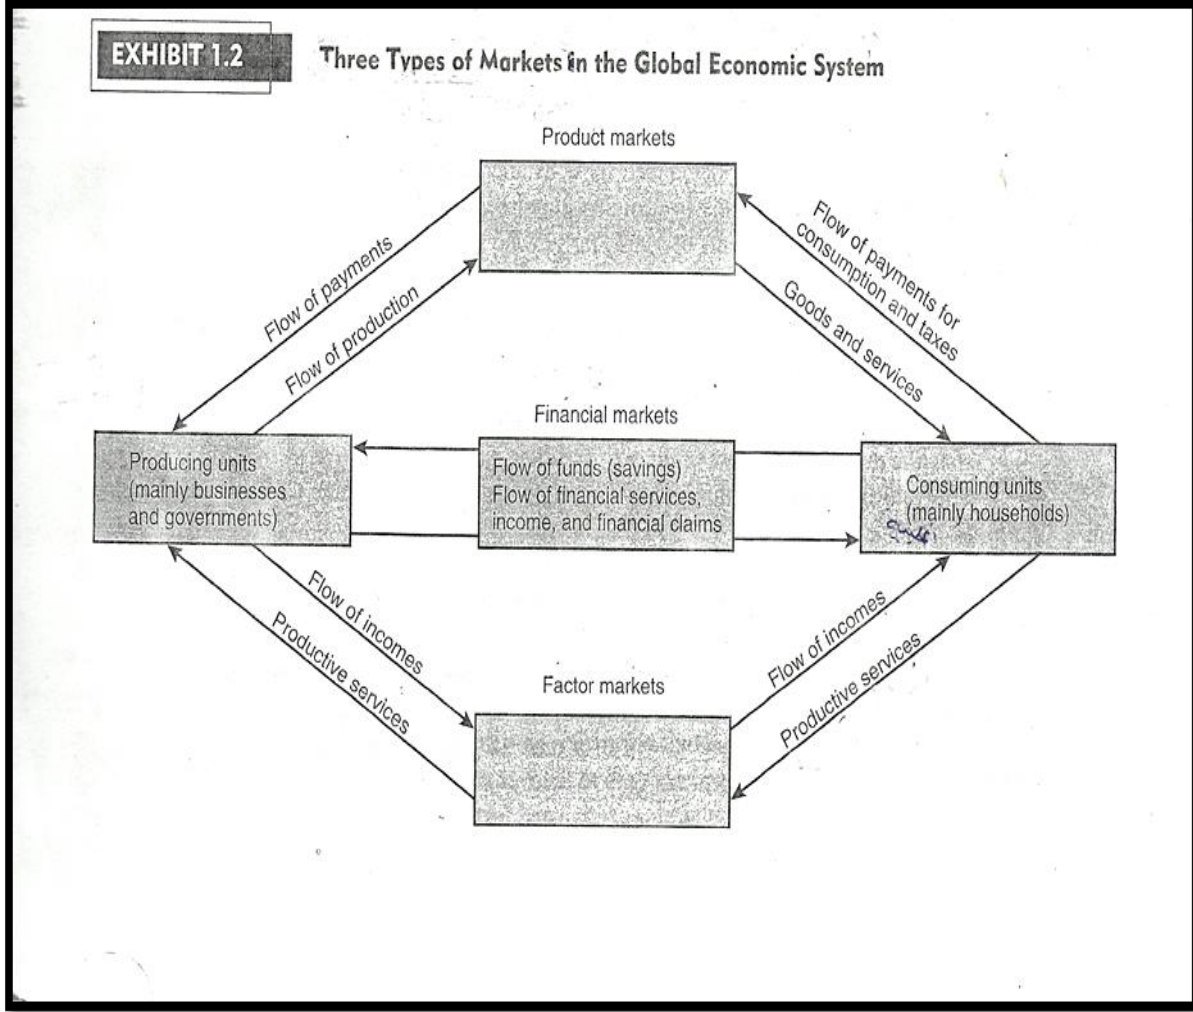 EXHIBIT 1.2
Three Types of Markets in the Global Economic System
Product markets
Flow of payments
Flow of production
Flow of payments for
consumption and taxes
Goods and services
Financial markets
Producing units
(mainly businesses
and governments)
Flow of funds (savings)
Flow of financial services,
income, and financial claims
Consuming units
(mainly households)
Flow of incomes
Productive services
Flow of incomes
Productive services
Factor markets